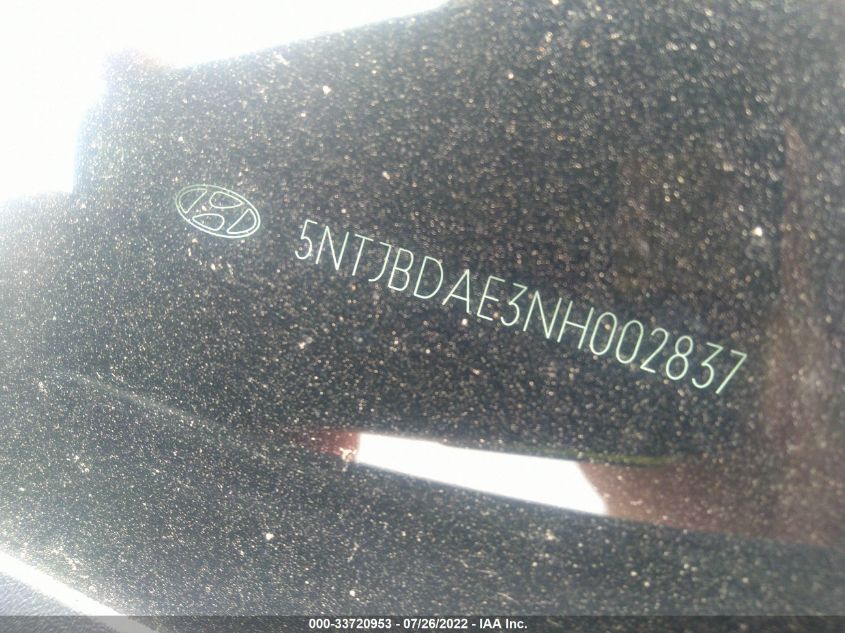 5NTJBDAE3NH002837
000-33720953 - 07/26/2022 - IAA Inc.